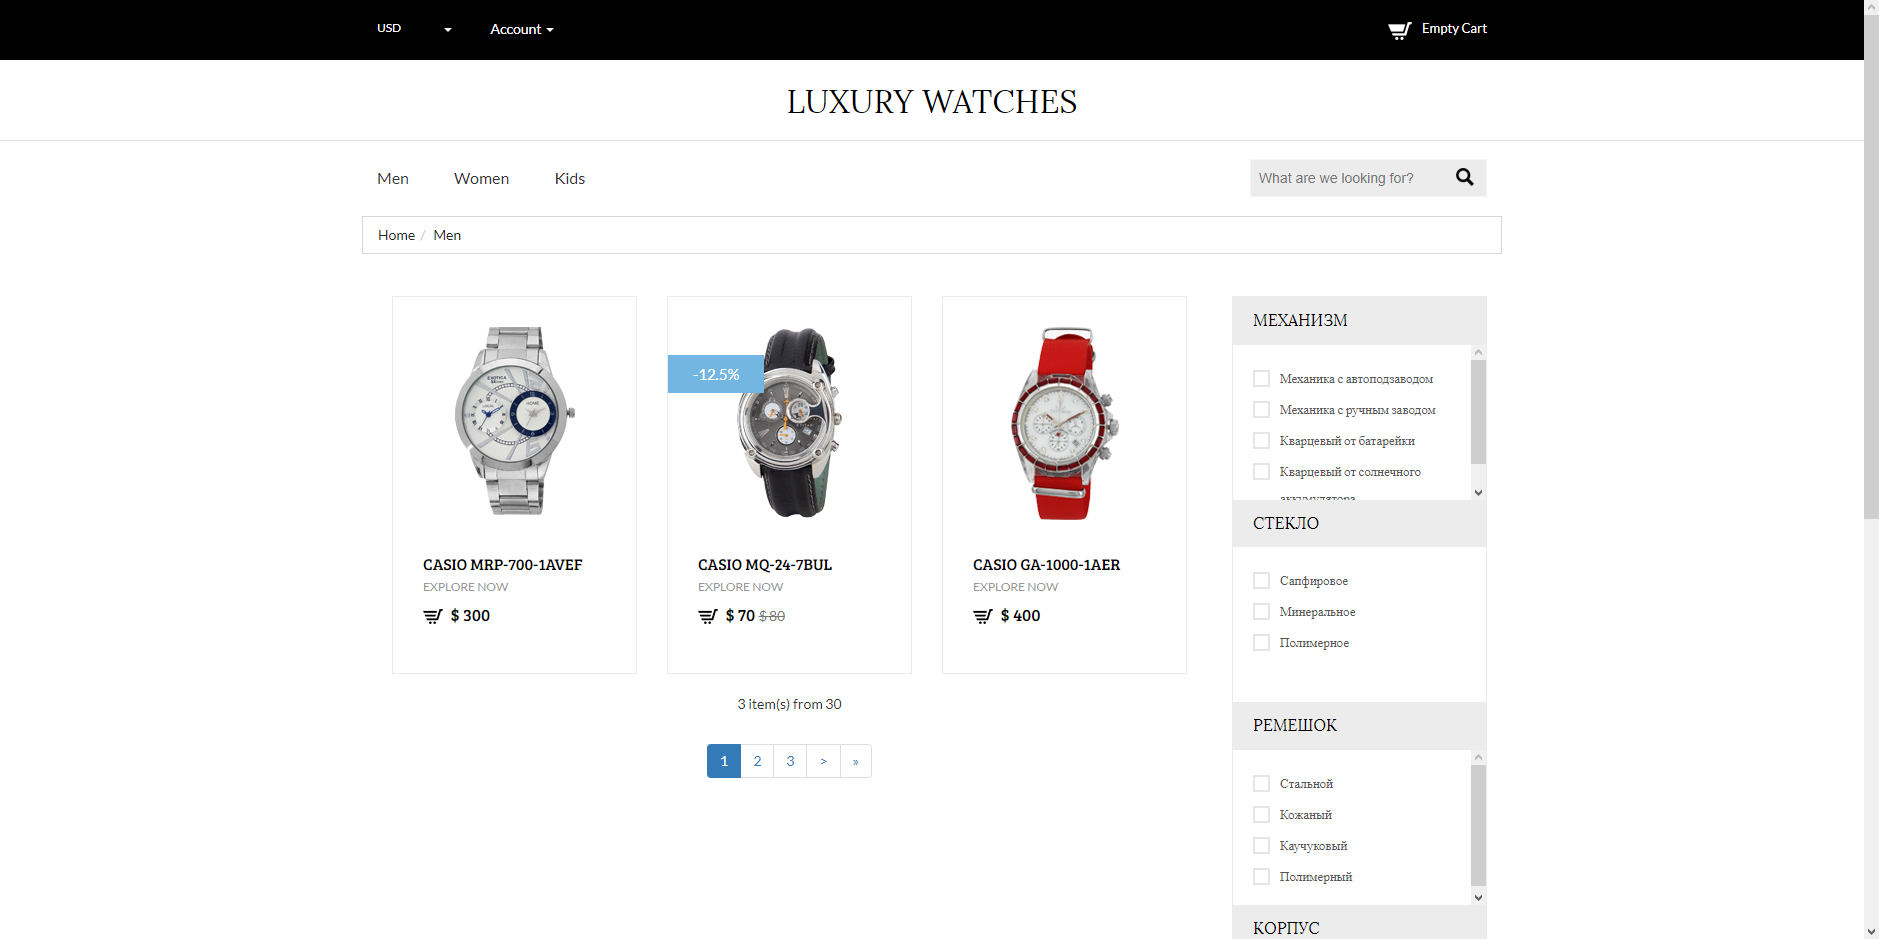 USD
Account
Empty Cart
LUXURY WATCHES
Men
Women
Kids
What are we looking for?
Home / Men
-12.5%
CASIO MRP-700-1AVEF
EXPLORE NOW
$ 300
CASIO MQ-24-7BUL
EXPLORE NOW
$ 70 $ 80
CASIO GA-1000-1AER
EXPLORE NOW
$ 400
3 item(s) from 30
1
2
3
>
»
МЕХАНИЗМ
Механика с автоподзаводом
Механика с ручным заводом
Кварцевый от батарейки
Кварцевый от солнечного
аккумулятора
СТЕКЛО
Сапфировое
Минеральное
Полимерное
РЕМЕШОК
Стальной
Кожаный
Каучуковый
Полимерный
КОРПУС